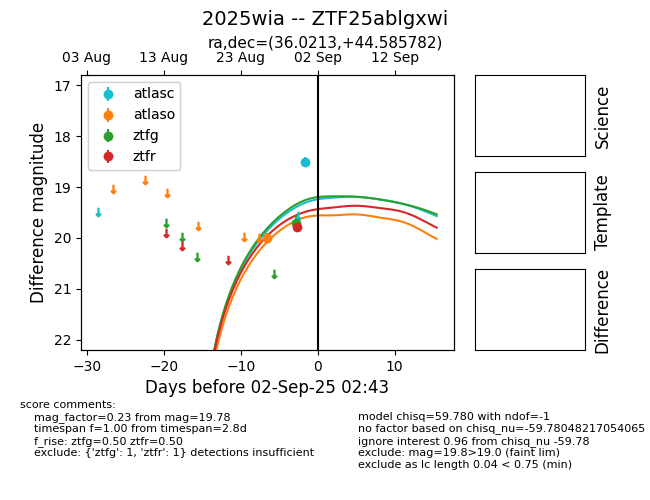 2025wia -- ZTF25ablgxwi
ra,dec=(36.0213,+44.585782)
03 Aug 13 Aug 23 Aug 02 Sep 12 Sep
17
18
19
20
21
22
Difference magnitude
atlasc
atlaso
ztfg
ztfr
−30 −20 −10 0 10
Days before 02-Sep-25 02:43
Science
Template
Difference
score comments:
mag_factor=0.23 from mag=19.78
timespan f=1.00 from timespan=2.8d
f_rise: ztfg=0.50 ztfr=0.50
exclude: {'ztfg': 1, 'ztfr': 1} detections insufficient
model chisq=59.780 with ndof=-1
no factor based on chisq_nu=-59.78048217054065
ignore interest 0.96 from chisq_nu -59.78
exclude: mag=19.8>19.0 (faint lim)
exclude as lc length 0.04 < 0.75 (min)